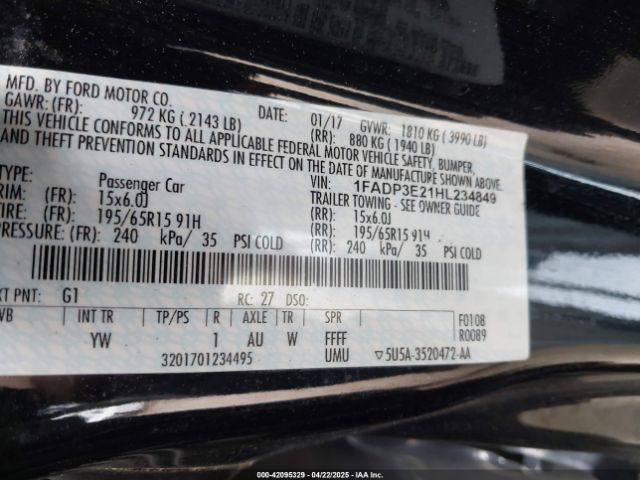 MFD. BY FORD MOTOR CO.
DATE: 01/17 GVWR: 1810 KG ( 3990 LB)
GAWR: (FR): 972 KG ( 2143 LB) (RR): 880 KG ( 1940 LB)
THIS VEHICLE CONFORMS TO ALL APPLICABLE FEDERAL MOTOR VEHICLE SAFETY, BUMPER,
AND THEFT PREVENTION STANDARDS IN EFFECT ON THE DATE OF MANUFACTURE SHOWN ABOVE.
VIN: 1FADP3E21HL234849
TYPE: Passenger Car TRAILER TOWING - SEE OWNER GUIDE
RIM: (FR): 15x6.0J (RR): 15x6.0J
TIRE: (FR): 195/65R15 91H (RR): 195/65R15 91H
PRESSURE: (FR): 240 kPa/ 35 PSI COLD (RR): 240 kPa/ 35 PSI COLD
XT PNT: G1 RC: 27 DSO:
WB INT TR TP/PS R AXLE TR SPR F0108
YW 1 AU W FFFF R0089
3201701234495 UMU ▽5U5A-3520472-AA
000-42095329 - 04/22/2025 - IAA Inc.